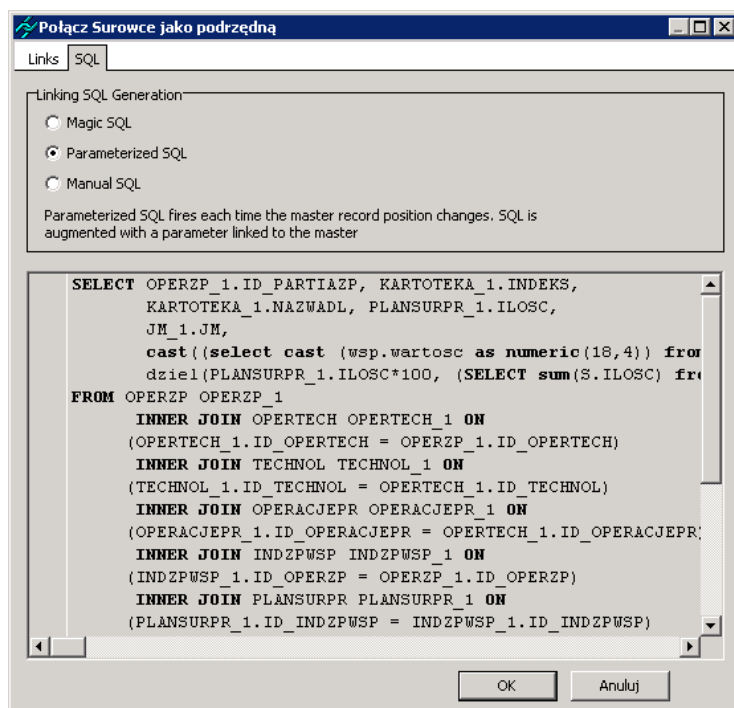 Połącz Surowce jako podrzędną
Links SQL
Linking SQL Generation
Magic SQL
Parameterized SQL
Manual SQL
Parameterized SQL fires each time the master record position changes. SQL is
augmented with a parameter linked to the master
SELECT OPERZP_1.ID_PARTIAZP, KARTOTEKA_1.INDEKS,
KARTOTEKA_1.NAZWADL, PLANSURPR_1.ILOSC,
JM_1.JM,
cast((select cast (wsp.wartosc as numeric(18,4)) from
dziel(PLANSURPR_1.ILOSC*100, (SELECT sum(S.ILOSC) fr
FROM OPERZP OPERZP_1
INNER JOIN OPERTECH OPERTECH_1 ON
(OPERTECH_1.ID_OPERTECH = OPERZP_1.ID_OPERTECH)
INNER JOIN TECHNOL TECHNOL_1 ON
(TECHNOL_1.ID_TECHNOL = OPERTECH_1.ID_TECHNOL)
INNER JOIN OPERACJEPR OPERACJEPR_1 ON
(OPERACJEPR_1.ID_OPERACJEPR = OPERTECH_1.ID_OPERACJEPR)
INNER JOIN INDZPWSP INDZPWSP_1 ON
(INDZPWSP_1.ID_OPERZP = OPERZP_1.ID_OPERZP)
INNER JOIN PLANSURPR PLANSURPR_1 ON
(PLANSURPR_1.ID_INDZPWSP = INDZPWSP_1.ID_INDZPWSP)
OK Anuluj